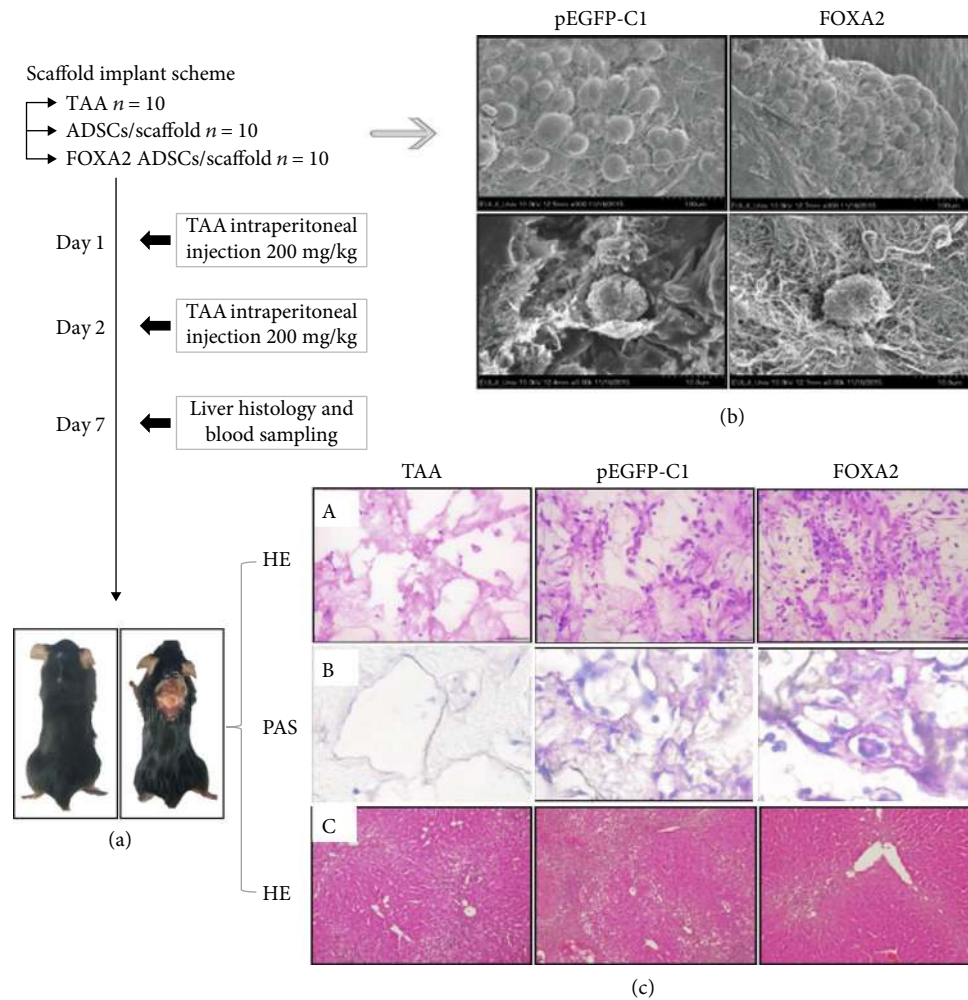 Scaffold implant scheme
TAA n = 10
ADSCs/scaffold n = 10
FOXA2 ADSCs/scaffold n = 10
Day 1
TAA intraperitoneal
injection 200 mg/kg
Day 2
TAA intraperitoneal
injection 200 mg/kg
Day 7
Liver histology and
blood sampling
(a)
pEGFP-C1 FOXA2
(b)
TAA pEGFP-C1 FOXA2
HE A
PAS B
HE C
(c)